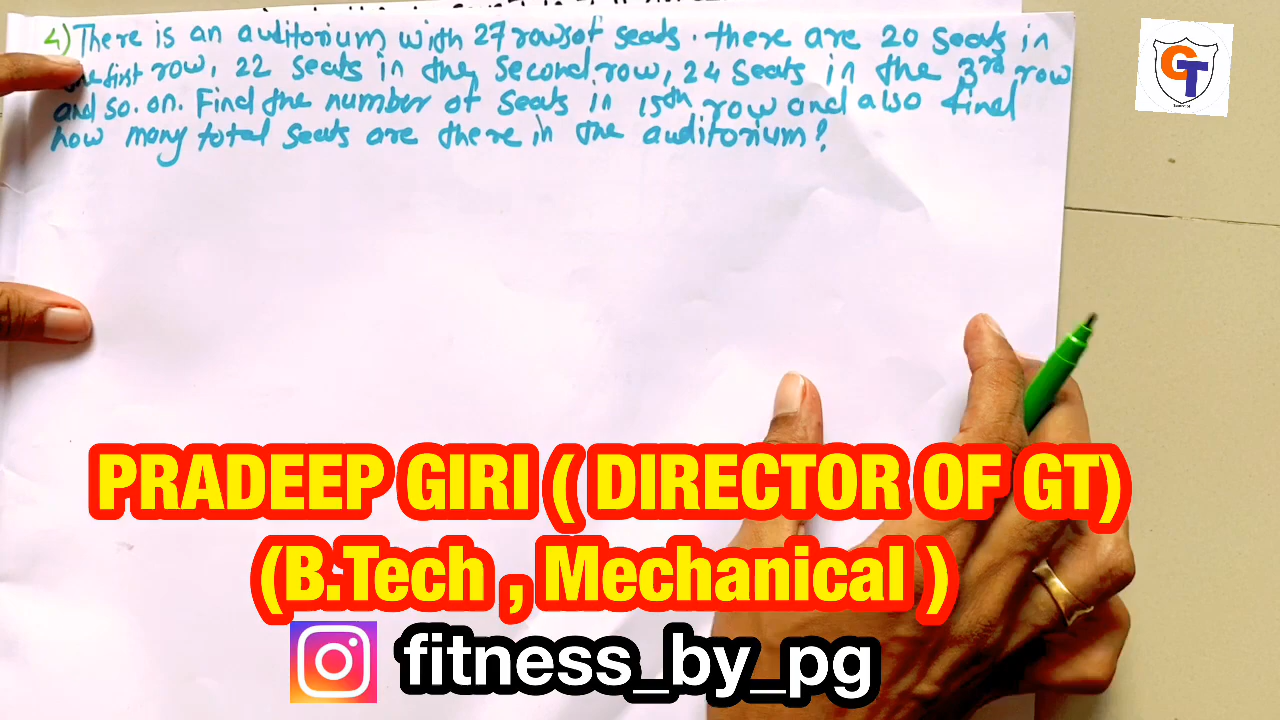 4) There is an auditorium with 27 rows of seats. there are 20 seats in
first row, 22 seats in the second row, 24 seats in the 3rd row
and so. on. Find the number of seats in 15th row and also find
how many total seats are there in the auditorium?
GT
PRADEEP GIRI ( DIRECTOR OF GT)
(B.Tech , Mechanical )
fitness_by_pg